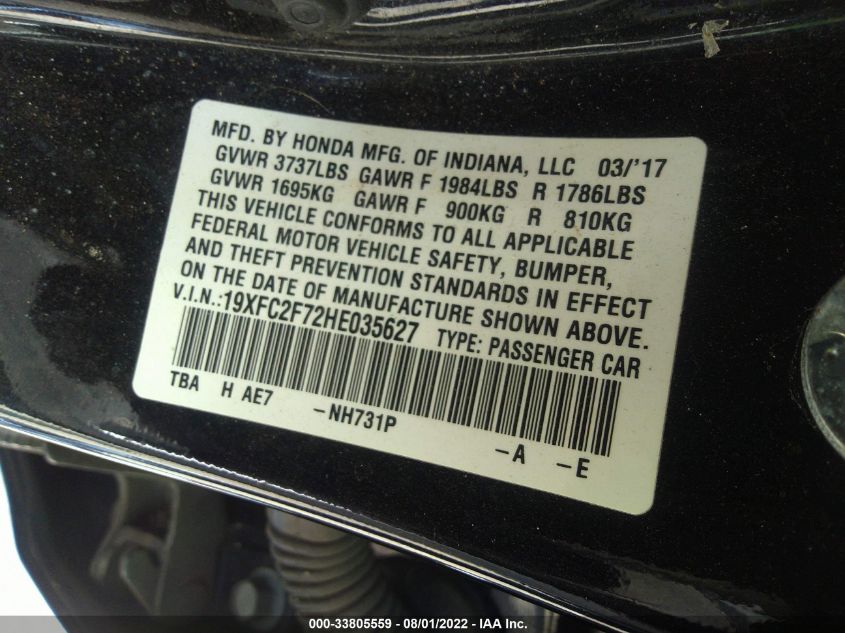 MFD. BY HONDA MFG. OF INDIANA, LLC 03/'17
GVWR 3737LBS GAWR F 1984LBS R 1786LBS
GVWR 1695KG GAWR F 900KG R 810KG
THIS VEHICLE CONFORMS TO ALL APPLICABLE
FEDERAL MOTOR VEHICLE SAFETY, BUMPER,
AND THEFT PREVENTION STANDARDS IN EFFECT
ON THE DATE OF MANUFACTURE SHOWN ABOVE.
V.I.N.:19XFC2F72HE035627 TYPE: PASSENGER CAR
TBA H AE7 -NH731P -A -E
000-33805559 - 08/01/2022 - IAA Inc.